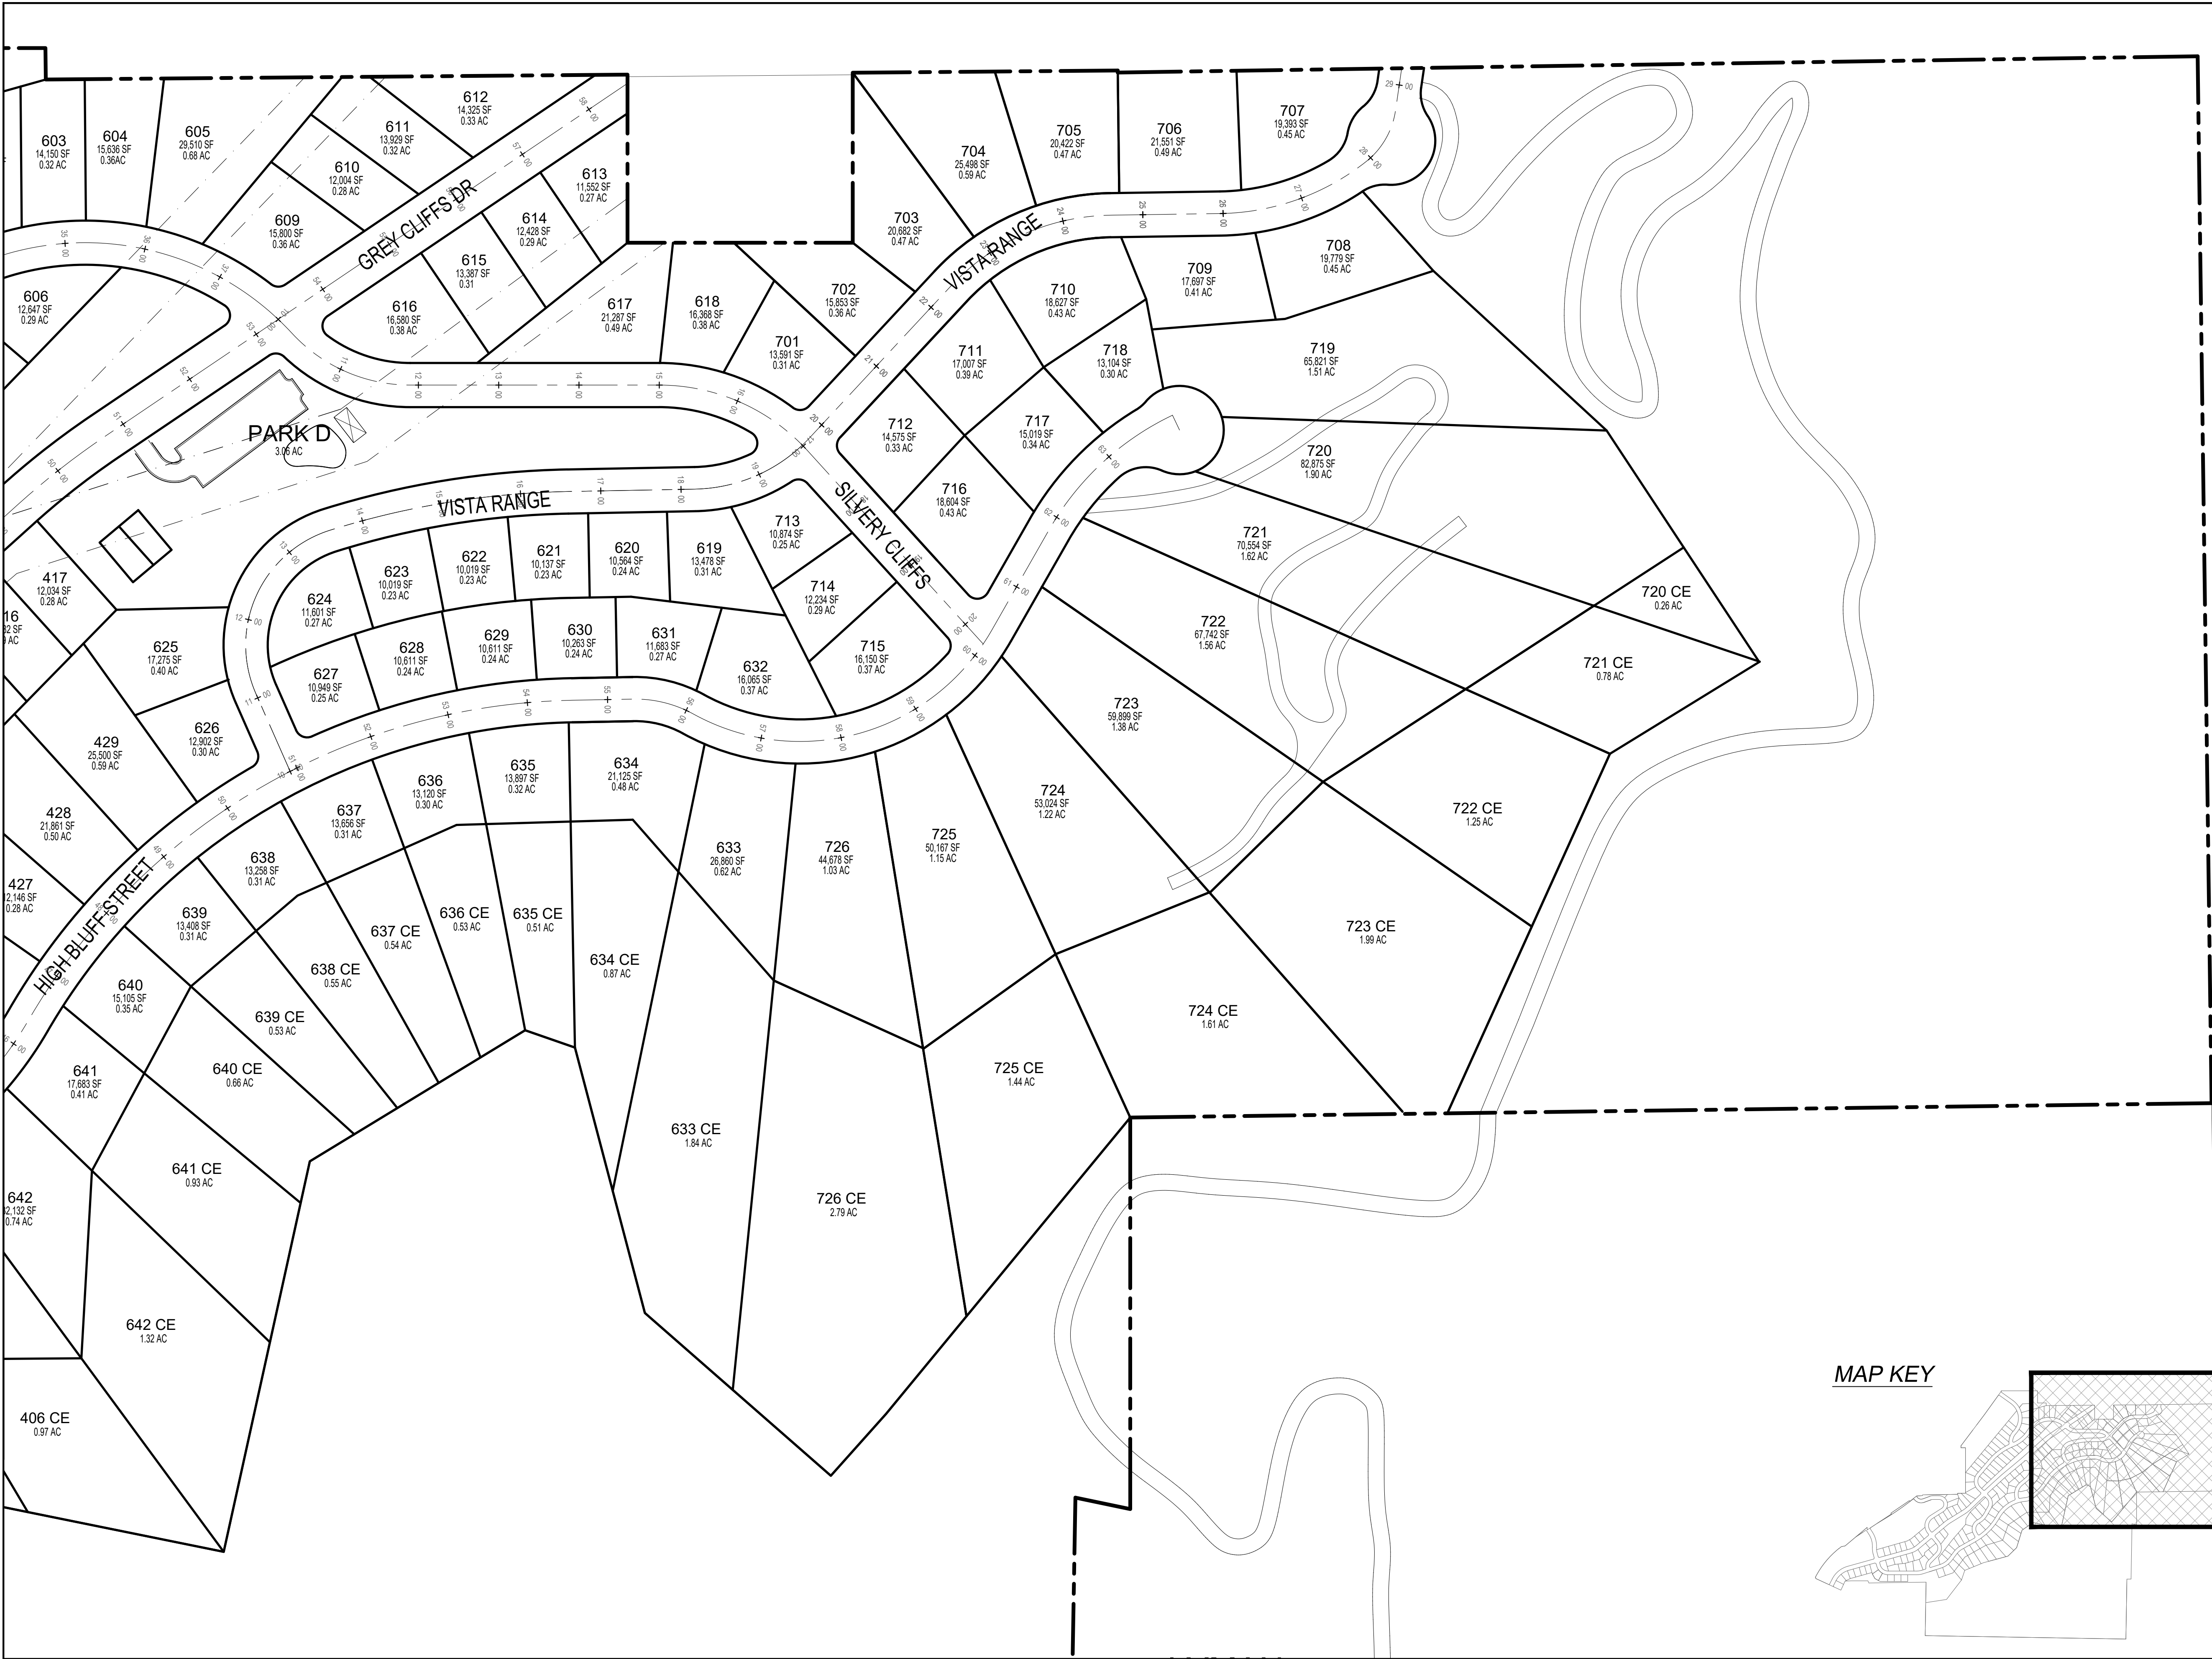 612
14,325 SF
0.33 AC
611
13,929 SF
0.32 AC
603
14,150 SF
0.32 AC
604
15,636 SF
0.36AC
605
29,510 SF
0.68 AC
610
12,004 SF
0.28 AC
609
15,800 SF
0.36 AC
613
11,552 SF
0.27 AC
614
12,428 SF
0.29 AC
615
13,387 SF
0.31
616
16,580 SF
0.38 AC
GREY CLIFFS DR
606
12,647 SF
0.29 AC
617
21,287 SF
0.49 AC
618
16,368 SF
0.38 AC
701
13,591 SF
0.31 AC
702
15,853 SF
0.36 AC
703
20,682 SF
0.47 AC
704
25,498 SF
0.59 AC
705
20,422 SF
0.47 AC
706
21,551 SF
0.49 AC
707
19,393 SF
0.45 AC
VISTA RANGE
708
19,779 SF
0.45 AC
709
17,697 SF
0.41 AC
710
18,627 SF
0.43 AC
711
17,007 SF
0.39 AC
718
13,104 SF
0.30 AC
719
65,821 SF
1.51 AC
712
14,575 SF
0.33 AC
717
15,019 SF
0.34 AC
716
18,604 SF
0.43 AC
720
82,875 SF
1.90 AC
721
70,554 SF
1.62 AC
720 CE
0.26 AC
722
67,742 SF
1.56 AC
721 CE
0.78 AC
723
59,899 SF
1.38 AC
722 CE
1.25 AC
724
53,024 SF
1.22 AC
723 CE
1.99 AC
724 CE
1.61 AC
725
50,167 SF
1.15 AC
725 CE
1.44 AC
726
44,678 SF
1.03 AC
726 CE
2.79 AC
PARK D
3.06 AC
VISTA RANGE
SILVERY CLIFFS
713
10,874 SF
0.25 AC
714
12,234 SF
0.29 AC
715
16,150 SF
0.37 AC
619
13,478 SF
0.31 AC
620
10,564 SF
0.24 AC
621
10,137 SF
0.23 AC
622
10,019 SF
0.23 AC
623
10,019 SF
0.23 AC
624
11,601 SF
0.27 AC
627
10,949 SF
0.25 AC
628
10,611 SF
0.24 AC
629
10,611 SF
0.24 AC
630
10,263 SF
0.24 AC
631
11,683 SF
0.27 AC
632
16,065 SF
0.37 AC
417
12,034 SF
0.28 AC
16
32 SF
AC
625
17,275 SF
0.40 AC
626
12,902 SF
0.30 AC
429
25,500 SF
0.59 AC
428
21,861 SF
0.50 AC
427
12,146 SF
0.28 AC
HIGH BLUFF STREET
633
26,860 SF
0.62 AC
634
21,125 SF
0.48 AC
635
13,897 SF
0.32 AC
636
13,120 SF
0.30 AC
637
13,656 SF
0.31 AC
638
13,258 SF
0.31 AC
639
13,408 SF
0.31 AC
640
15,105 SF
0.35 AC
641
17,683 SF
0.41 AC
642
32,132 SF
0.74 AC
633 CE
1.84 AC
634 CE
0.87 AC
635 CE
0.51 AC
636 CE
0.53 AC
637 CE
0.54 AC
638 CE
0.55 AC
639 CE
0.53 AC
640 CE
0.66 AC
641 CE
0.93 AC
642 CE
1.32 AC
406 CE
0.97 AC
MAP KEY